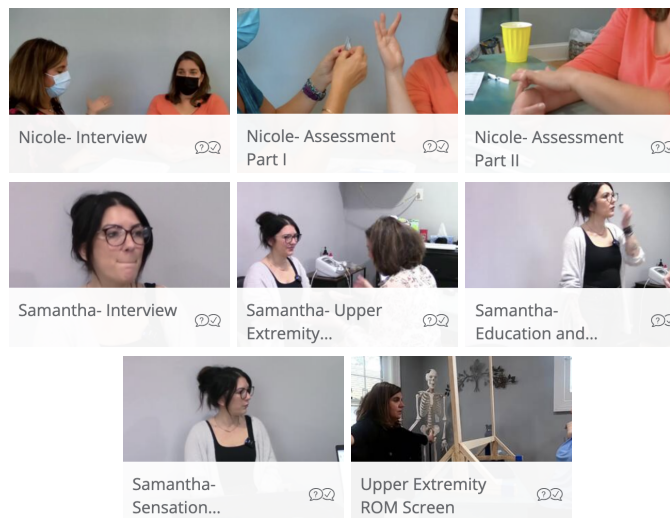 Nicole- Interview
Nicole- Assessment
Part I
Nicole- Assessment
Part II
Samantha- Interview
Samantha- Upper
Extremity...
Samantha-
Education and...
Samantha-
Sensation...
Upper Extremity
ROM Screen